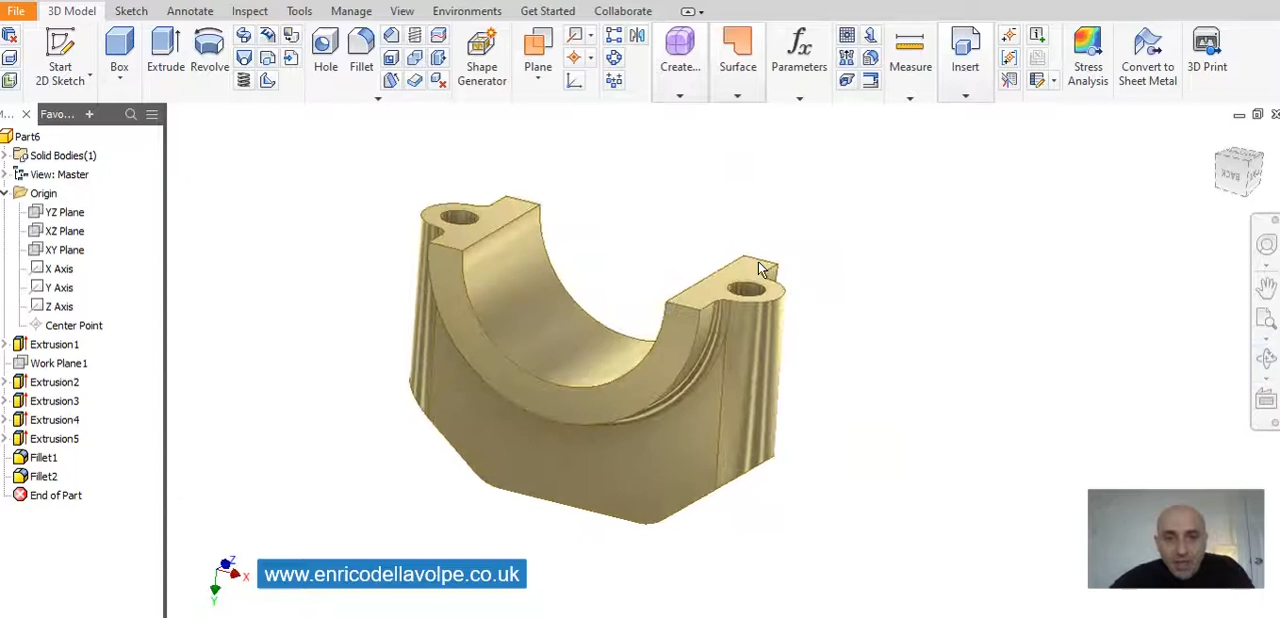 File 3D Model Sketch Annotate Inspect Tools Manage View Environments Get Started Collaborate
Start
2D Sketch
Box
Extrude
Revolve
Hole
Fillet
Shape
Generator
Plane
Create...
Surface
fx
Parameters
Measure
Insert
Stress
Analysis
Convert to
Sheet Metal
3D Print
M... Favo...
Part6
Solid Bodies(1)
View: Master
Origin
YZ Plane
XZ Plane
XY Plane
X Axis
Y Axis
Z Axis
Center Point
Extrusion1
Work Plane1
Extrusion2
Extrusion3
Extrusion4
Extrusion5
Fillet1
Fillet2
End of Part
BACK
Z
X
Y
www.enricodellavolpe.co.uk